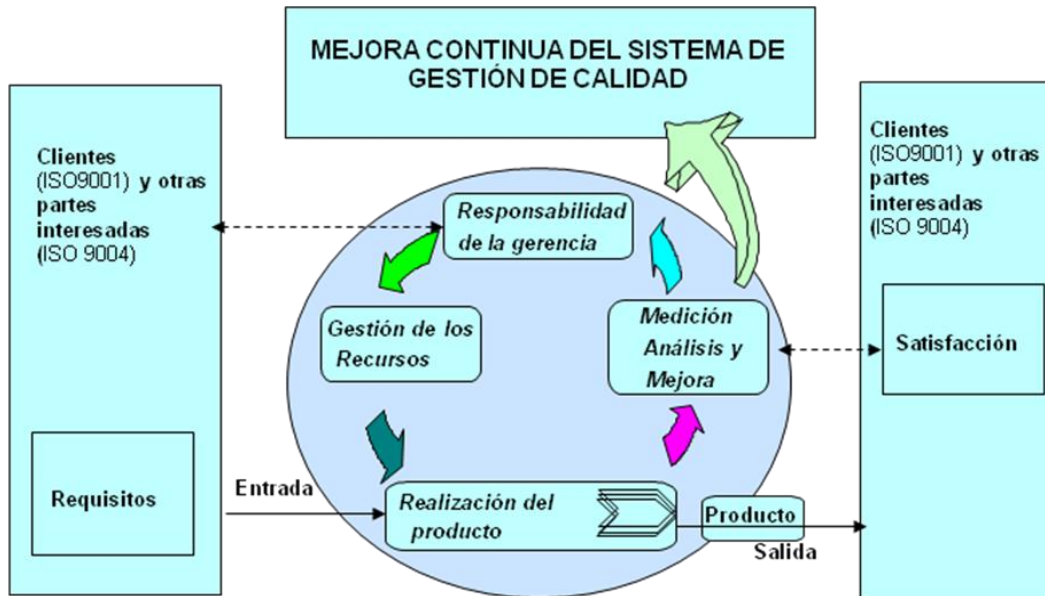 MEJORA CONTINUA DEL SISTEMA DE
GESTIÓN DE CALIDAD
Clientes
(ISO9001) y otras
partes
interesadas
(ISO 9004)
Requisitos
Entrada
Responsabilidad
de la gerencia
Gestión de los
Recursos
Medición
Análisis y
Mejora
Realización del
producto
Producto
Salida
Clientes
(ISO9001) y otras
partes
interesadas
(ISO 9004)
Satisfacción